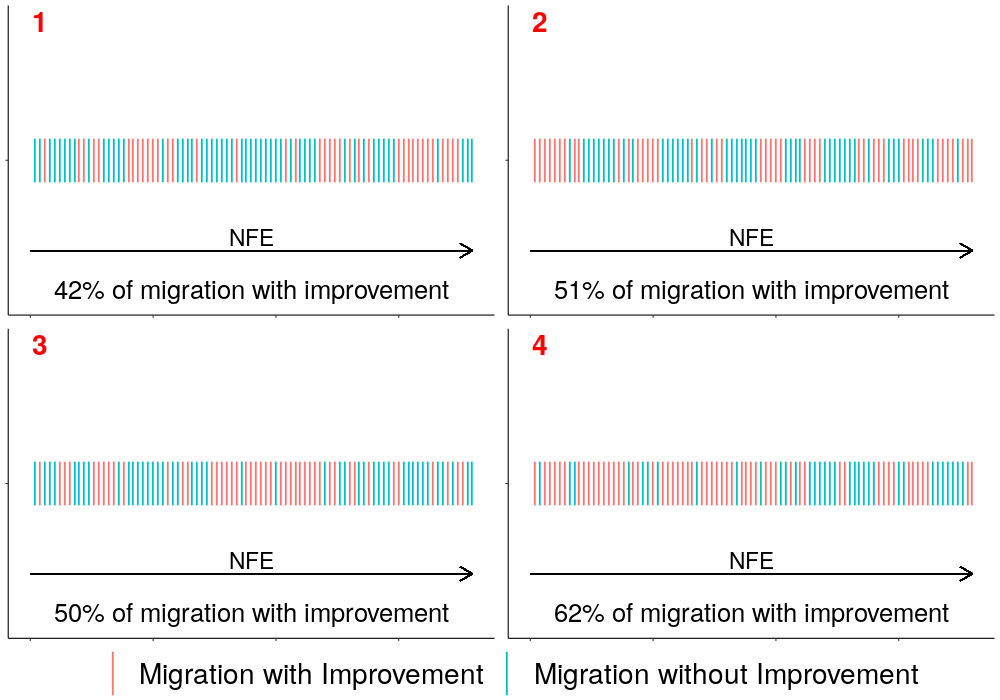 1
NFE
42% of migration with improvement
2
NFE
51% of migration with improvement
3
NFE
50% of migration with improvement
4
NFE
62% of migration with improvement
Migration with Improvement
Migration without Improvement